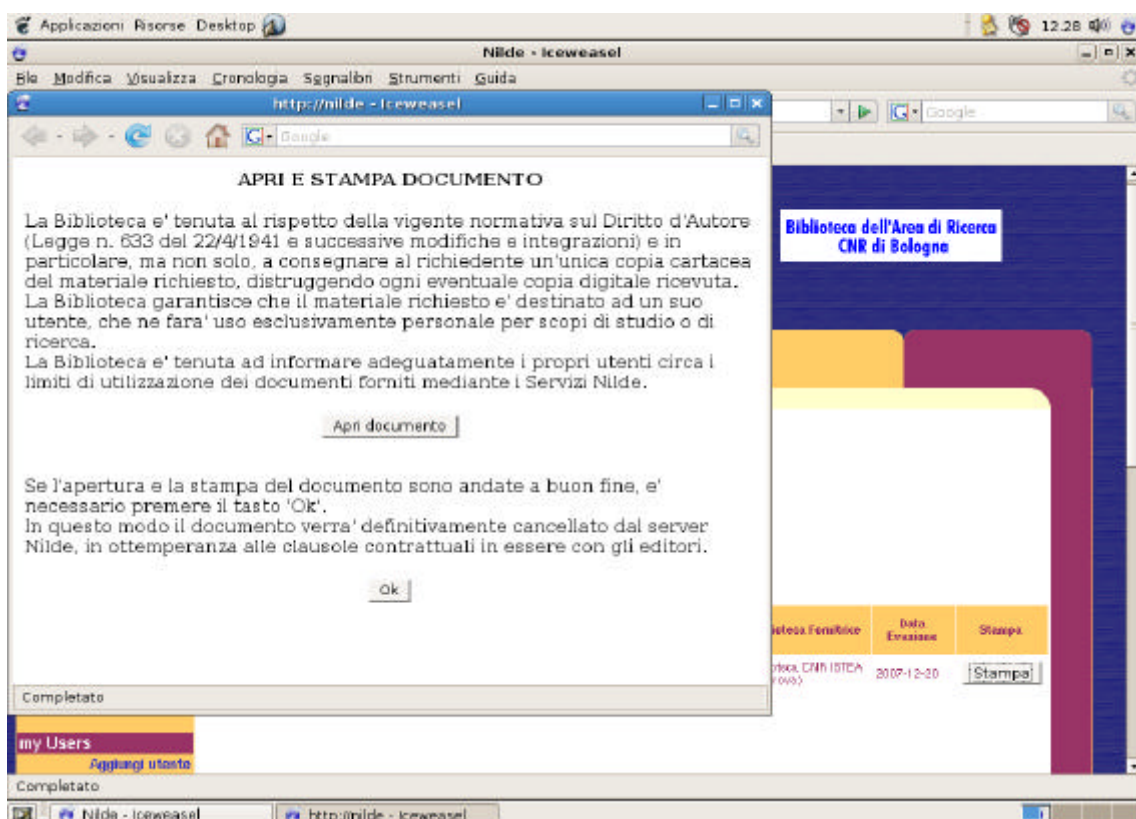 Applicazioni Risorse Desktop 12.28
Nilde - Iceweasel
File Modifica Visualizza Cronologia Segnalibri Strumenti Guida
http://nilde - Iceweasel
Google
Google
APRI E STAMPA DOCUMENTO
La Biblioteca e' tenuta al rispetto della vigente normativa sul Diritto d'Autore
(Legge n. 633 del 22/4/1941 e successive modifiche e integrazioni) e in
particolare, ma non solo, a consegnare al richiedente un'unica copia cartacea
del materiale richiesto, distruggendo ogni eventuale copia digitale ricevuta.
La Biblioteca garantisce che il materiale richiesto e' destinato ad un suo
utente, che ne fara' uso esclusivamente personale per scopi di studio o di
ricerca.
La Biblioteca e' tenuta ad informare adeguatamente i propri utenti circa i
limiti di utilizzazione dei documenti forniti mediante i Servizi Nilde.
Apri documento
Se l'apertura e la stampa del documento sono andate a buon fine, e'
necessario premere il tasto 'Ok'.
In questo modo il documento verra' definitivamente cancellato dal server
Nilde, in ottemperanza alle clausole contrattuali in essere con gli editori.
Ok
Completato
Biblioteca dell'Area di Ricerca
CNR di Bologna
Fornitrice
Data
Evasione
Stampa
CNR ISTEA
2007-12-20
Stampa
my Users
Aggiungi utente
Completato
Nilde - Iceweasel
http://nilde - Iceweasel